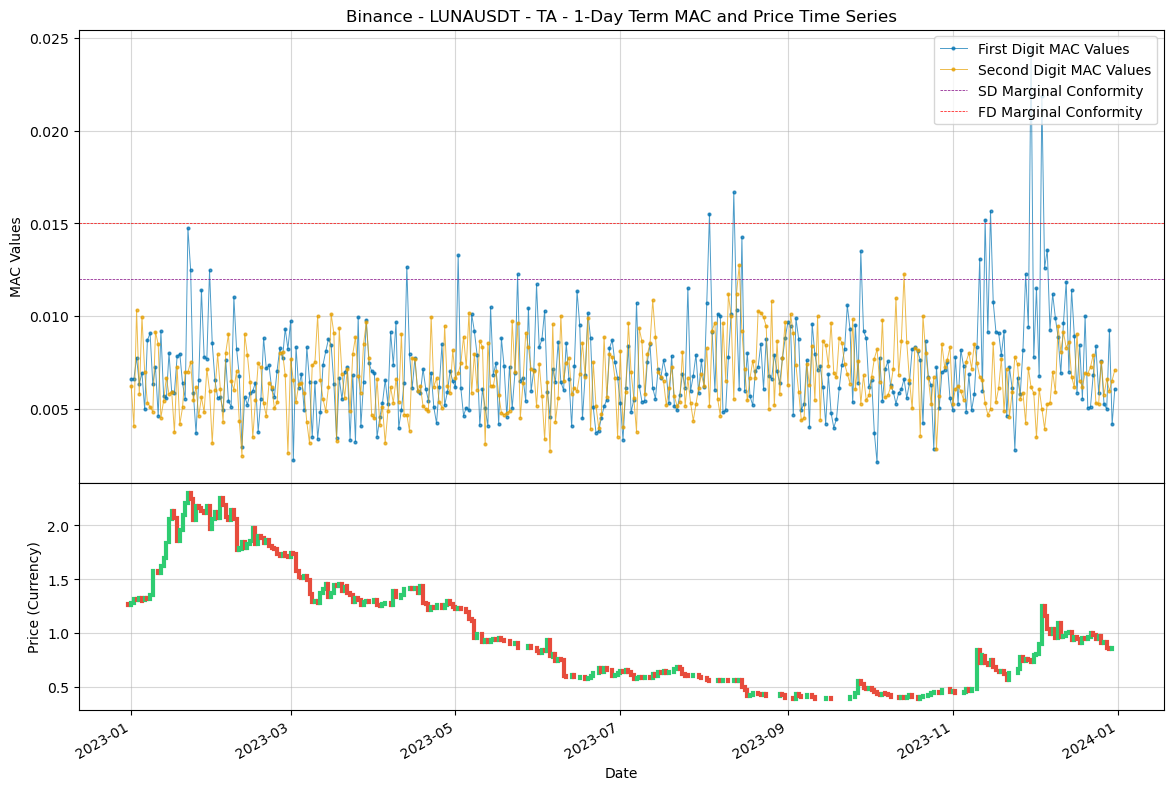 Binance - LUNAUSDT - TA - 1-Day Term MAC and Price Time Series
First Digit MAC Values
Second Digit MAC Values
SD Marginal Conformity
FD Marginal Conformity
MAC Values
0.025
0.020
0.015
0.010
0.005
Price (Currency)
2.0
1.5
1.0
0.5
2023-01
2023-03
2023-05
2023-07
2023-09
2023-11
2024-01
Date